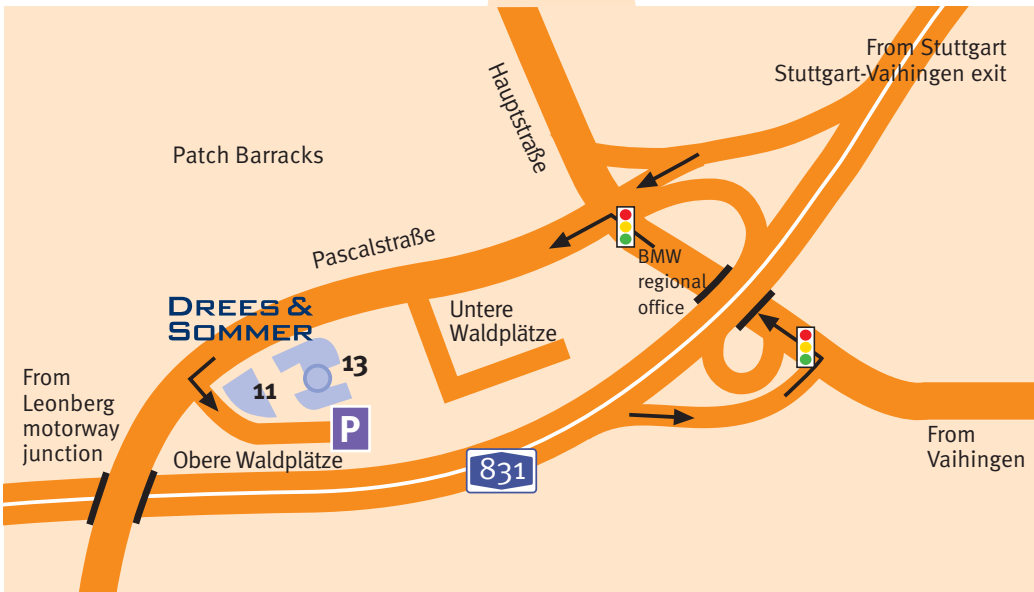 From Stuttgart
Stuttgart-Vaihingen exit
Hauptstraße
Patch Barracks
Pascalstraße
BMW
regional
office
DREES &
SOMMER
Untere
Waldplätze
13
11
From
Leonberg
motorway
junction
P
Obere Waldplätze
831
From
Vaihingen